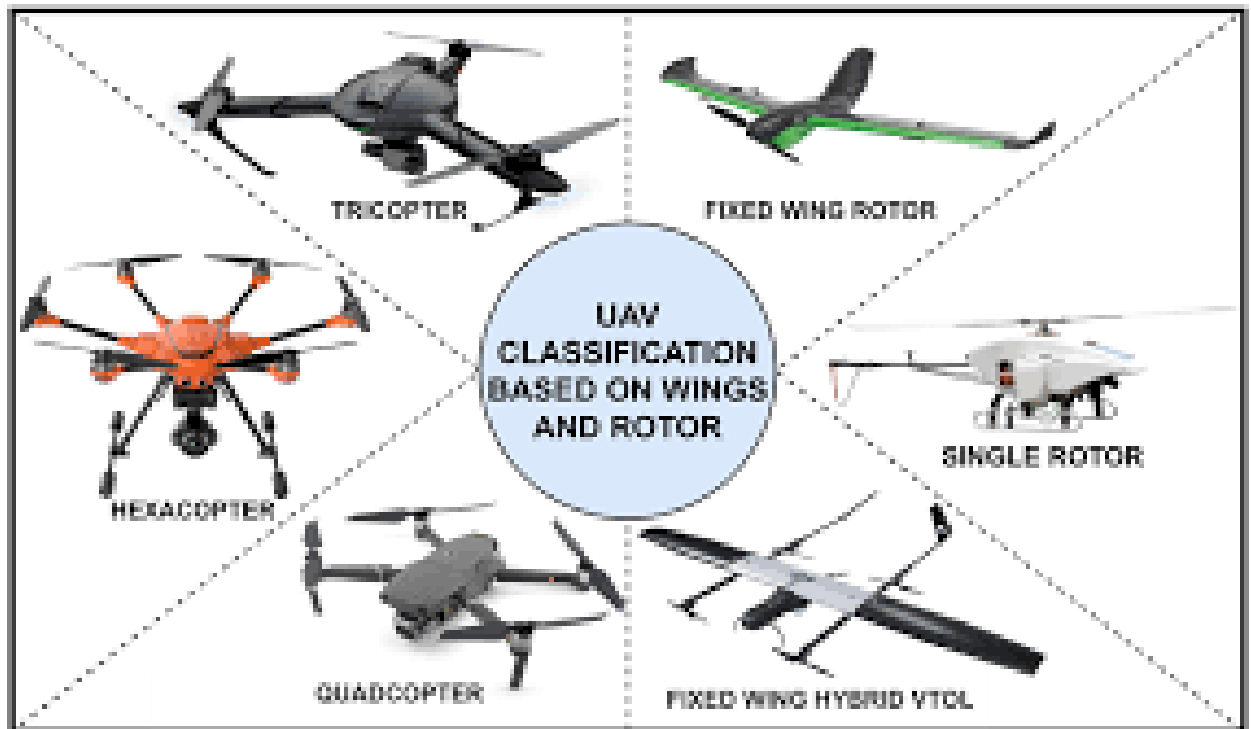 TRICOPTER
FIXED WING ROTOR
UAV
CLASSIFICATION
BASED ON WINGS
AND ROTOR
HEXACOPTER
SINGLE ROTOR
QUADCOPTER
FIXED WING HYBRID VTOL